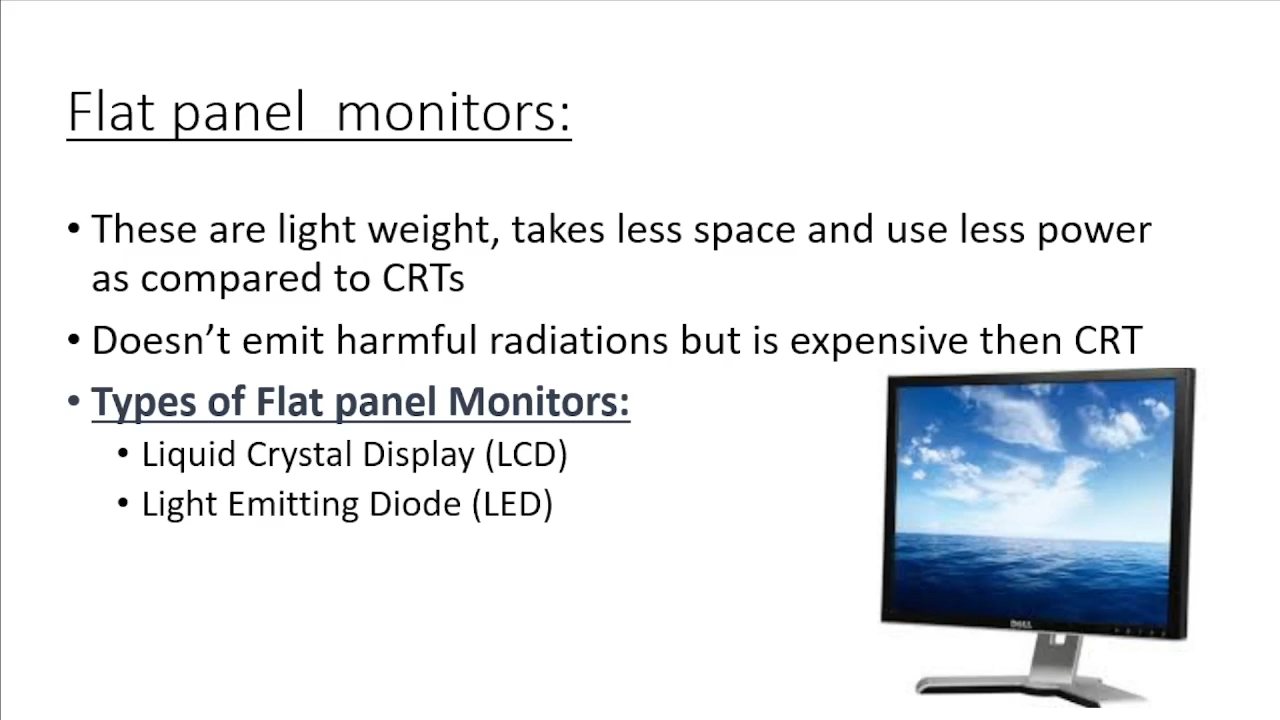 Flat panel  monitors:
• These are light weight, takes less space and use less power
as compared to CRTs
• Doesn’t emit harmful radiations but is expensive then CRT
• Types of Flat panel Monitors:
• Liquid Crystal Display (LCD)
• Light Emitting Diode (LED)
DELL